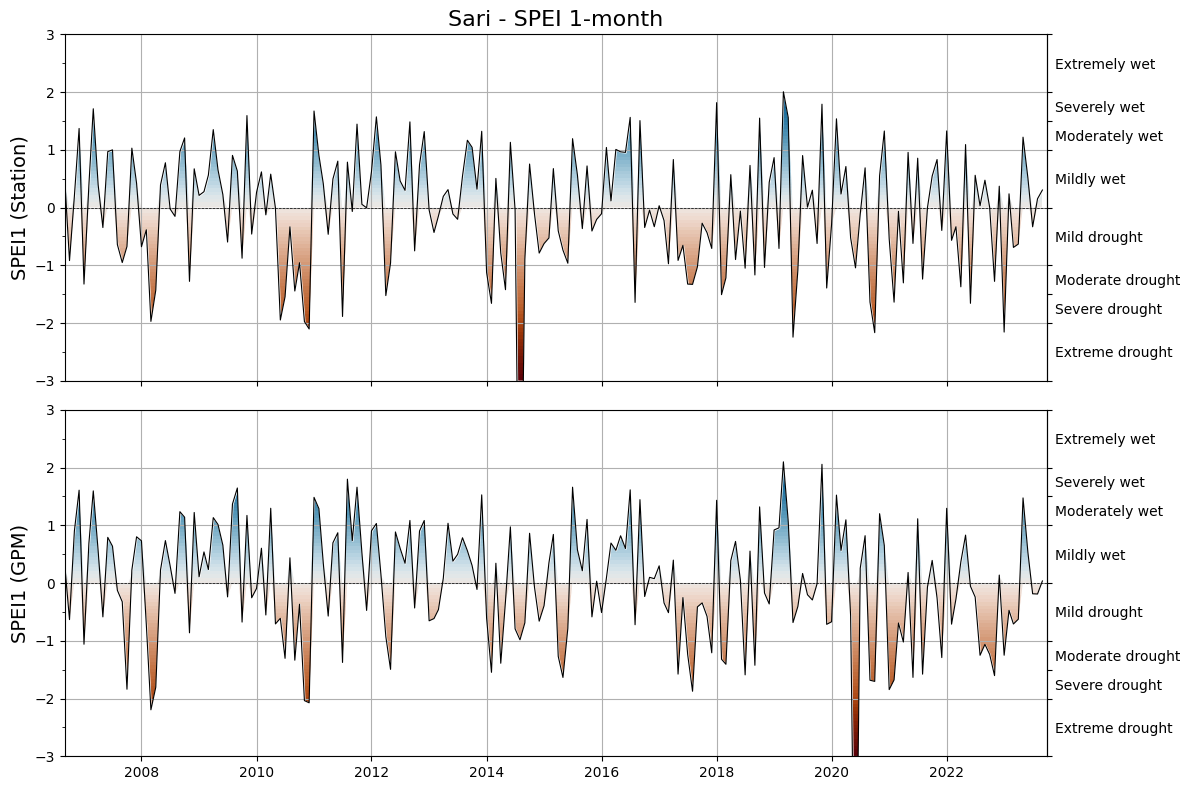 Sari - SPEI 1-month
SPEI1 (Station)
3
2
1
0
−1
−2
−3
Extremely wet
Severely wet
Moderately wet
Mildly wet
Mild drought
Moderate drought
Severe drought
Extreme drought
SPEI1 (GPM)
3
2
1
0
−1
−2
−3
Extremely wet
Severely wet
Moderately wet
Mildly wet
Mild drought
Moderate drought
Severe drought
Extreme drought
2008 2010 2012 2014 2016 2018 2020 2022